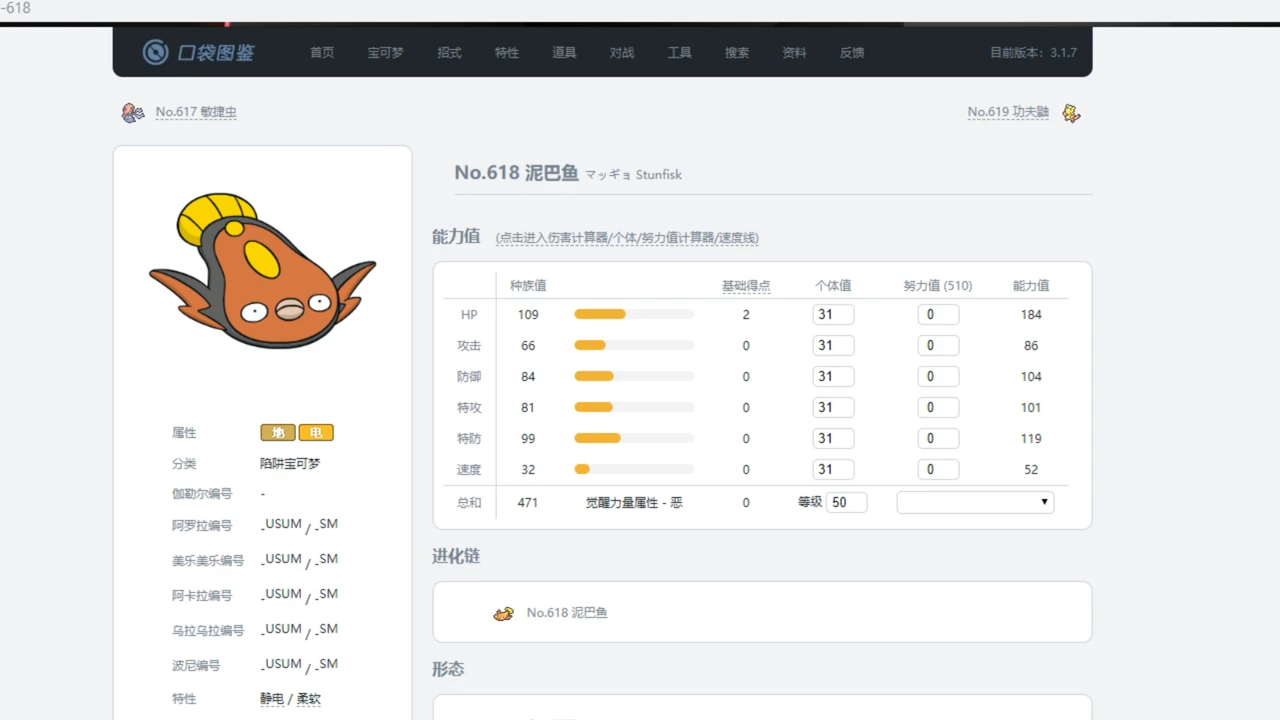 -618
口袋图鉴 首页 宝可梦 招式 特性 道具 对战 工具 搜索 资料 反馈 目前版本：3.1.7
No.617 敏捷虫 No.619 功夫鼬
No.618 泥巴鱼 マッギョ Stunfisk
能力值 (点击进入伤害计算器/个体/努力值计算器/速度线)
种族值 基础得点 个体值 努力值 (510) 能力值
HP 109 2 31 0 184
攻击 66 0 31 0 86
防御 84 0 31 0 104
特攻 81 0 31 0 101
特防 99 0 31 0 119
速度 32 0 31 0 52
总和 471 觉醒力量属性 - 恶 0 等级 50
进化链
No.618 泥巴鱼
形态
属性 地 电
分类 陷阱宝可梦
伽勒尔编号 -
阿罗拉编号 -USUM / -SM
美乐美乐编号 -USUM / -SM
阿卡拉编号 -USUM / -SM
乌拉乌拉编号 -USUM / -SM
波尼编号 -USUM / -SM
特性 静电 / 柔软